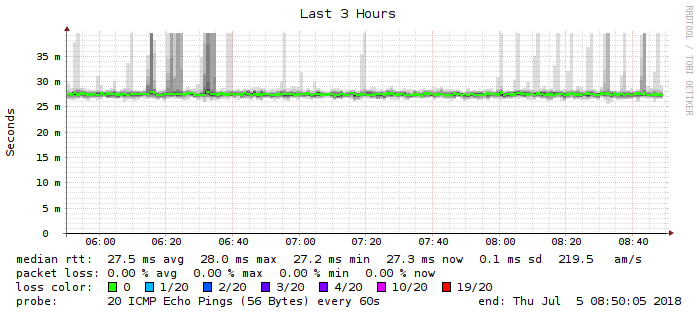 Last 3 Hours
RRDTOOL / TOBI OETIKER
Seconds
35 m
30 m
25 m
20 m
15 m
10 m
5 m
0
06:00 06:20 06:40 07:00 07:20 07:40 08:00 08:20 08:40
median rtt: 27.5 ms avg 28.0 ms max 27.2 ms min 27.3 ms now 0.1 ms sd 219.5 am/s
packet loss: 0.00 % avg 0.00 % max 0.00 % min 0.00 % now
loss color: 0 1/20 2/20 3/20 4/20 10/20 19/20
probe: 20 ICMP Echo Pings (56 Bytes) every 60s end: Thu Jul 5 08:50:05 2018